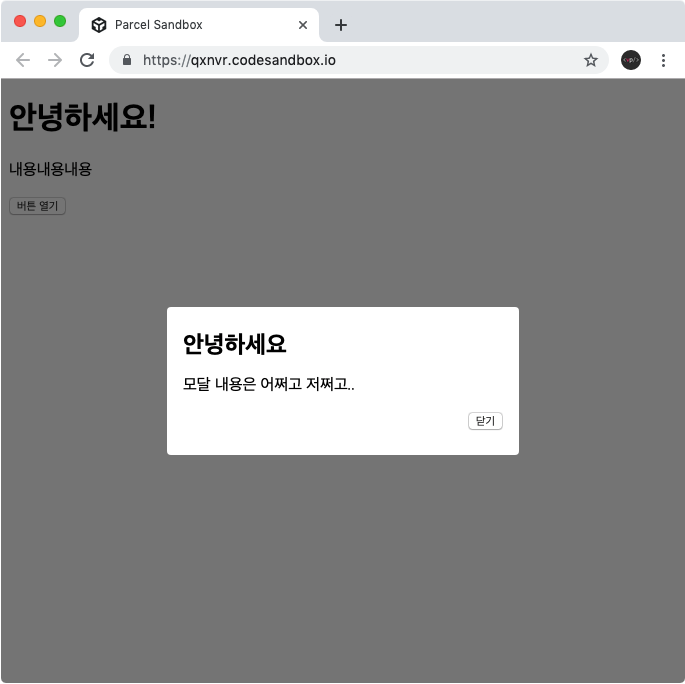 Parcel Sandbox
https://qxnvr.codesandbox.io
안녕하세요!
내용내용내용
버튼 열기
안녕하세요
모달 내용은 어쩌고 저쩌고..
닫기